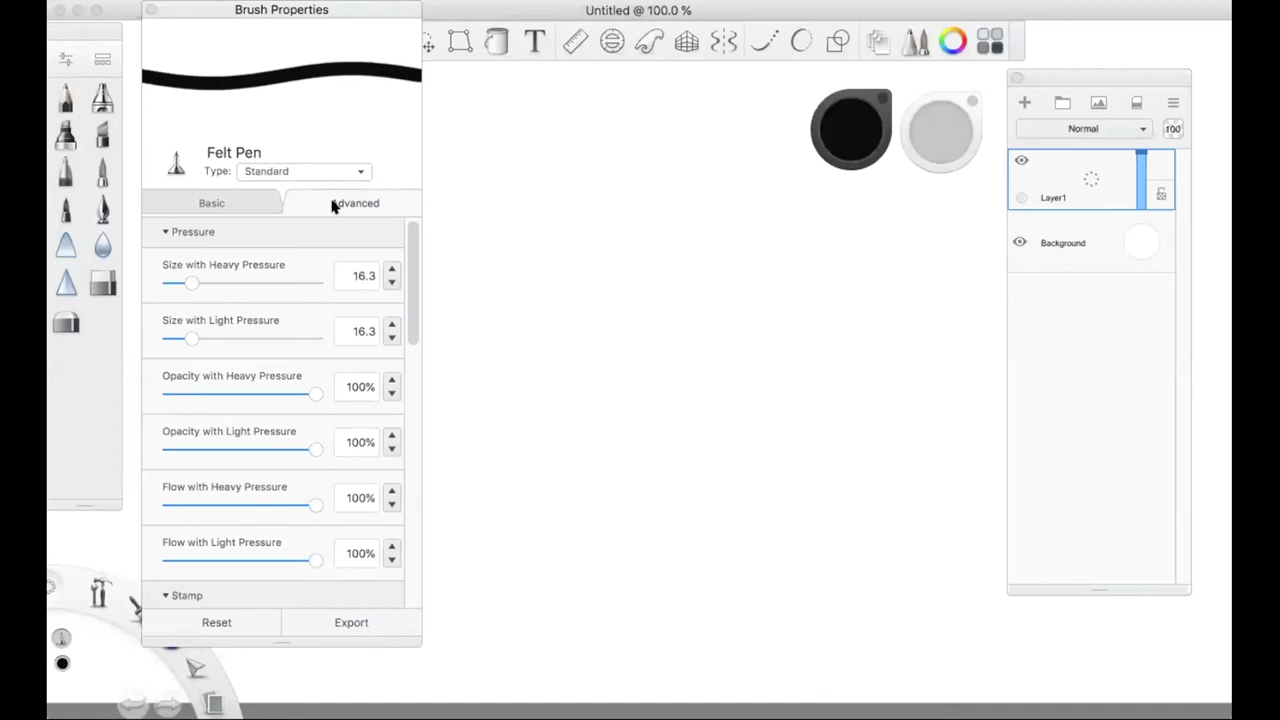 Brush Properties
Untitled @ 100.0 %
T
Felt Pen
Type: Standard
Basic
Advanced
Pressure
Size with Heavy Pressure
16.3
Size with Light Pressure
16.3
Opacity with Heavy Pressure
100%
Opacity with Light Pressure
100%
Flow with Heavy Pressure
100%
Flow with Light Pressure
100%
Stamp
Reset
Export
Normal
100
Layer1
Background